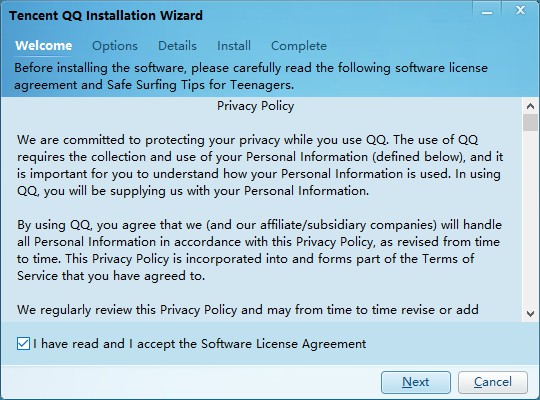 Tencent QQ Installation Wizard
Welcome Options Details Install Complete
Before installing the software, please carefully read the following software license
agreement and Safe Surfing Tips for Teenagers.
Privacy Policy
We are committed to protecting your privacy while you use QQ. The use of QQ
requires the collection and use of your Personal Information (defined below), and it
is important for you to understand how your Personal Information is used. In using
QQ, you will be supplying us with your Personal Information.
By using QQ, you agree that we (and our affiliate/subsidiary companies) will handle
all Personal Information in accordance with this Privacy Policy, as revised from time
to time. This Privacy Policy is incorporated into and forms part of the Terms of
Service that you have agreed to.
We regularly review this Privacy Policy and may from time to time revise or add
I have read and I accept the Software License Agreement
Next Cancel